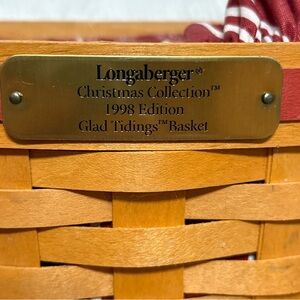 Longaberger®
Christmas Collection™
1998 Edition
Glad Tidings™ Basket